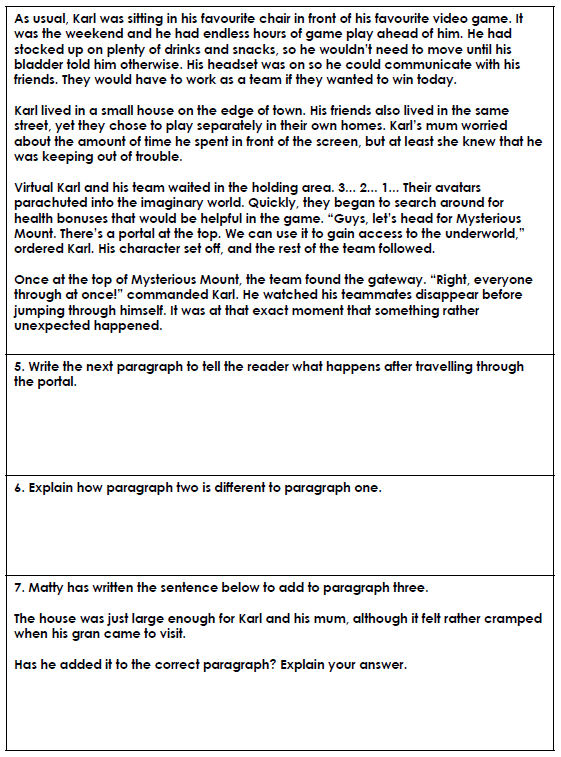 As usual, Karl was sitting in his favourite chair in front of his favourite video game. It
was the weekend and he had endless hours of game play ahead of him. He had
stocked up on plenty of drinks and snacks, so he wouldn't need to move until his
bladder told him otherwise. His headset was on so he could communicate with his
friends. They would have to work as a team if they wanted to win today.
Karl lived in a small house on the edge of town. His friends also lived in the same
street, yet they chose to play separately in their own homes. Karl's mum worried
about the amount of time he spent in front of the screen, but at least she knew that he
was keeping out of trouble.
Virtual Karl and his team waited in the holding area. 3... 2... 1... Their avatars
parachuted into the imaginary world. Quickly, they began to search around for
health bonuses that would be helpful in the game. “Guys, let's head for Mysterious
Mount. There's a portal at the top. We can use it to gain access to the underworld,”
ordered Karl. His character set off, and the rest of the team followed.
Once at the top of Mysterious Mount, the team found the gateway. “Right, everyone
through at once!” commanded Karl. He watched his teammates disappear before
jumping through himself. It was at that exact moment that something rather
unexpected happened.
5. Write the next paragraph to tell the reader what happens after travelling through
the portal.
6. Explain how paragraph two is different to paragraph one.
7. Matty has written the sentence below to add to paragraph three.
The house was just large enough for Karl and his mum, although it felt rather cramped
when his gran came to visit.
Has he added it to the correct paragraph? Explain your answer.